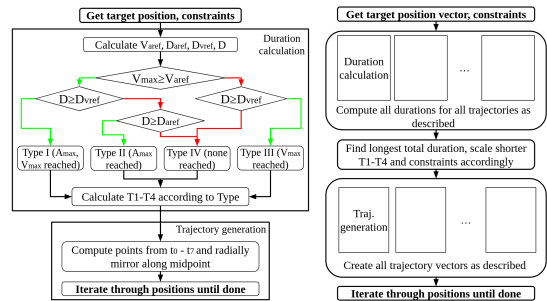 Get target position, constraints
Duration
calculation
Calculate Varef, Daref, Dvref, D
Vmax≥Varef
D≥Dvref
D≥Dvref
D≥Daref
Type I (Amax,
Vmax reached)
Type II (Amax
reached)
Type IV (none
reached)
Type III (Vmax
reached)
Calculate T1-T4 according to Type
Trajectory generation
Compute points from t0 - t7 and radially
mirror along midpoint
Iterate through positions until done
Get target position vector, constraints
Duration
calculation
...
Compute all durations for all trajectories as
described
Find longest total duration, scale shorter
T1-T4 and constraints accordingly
Traj.
generation
...
Create all trajectory vectors as described
Iterate through positions until done